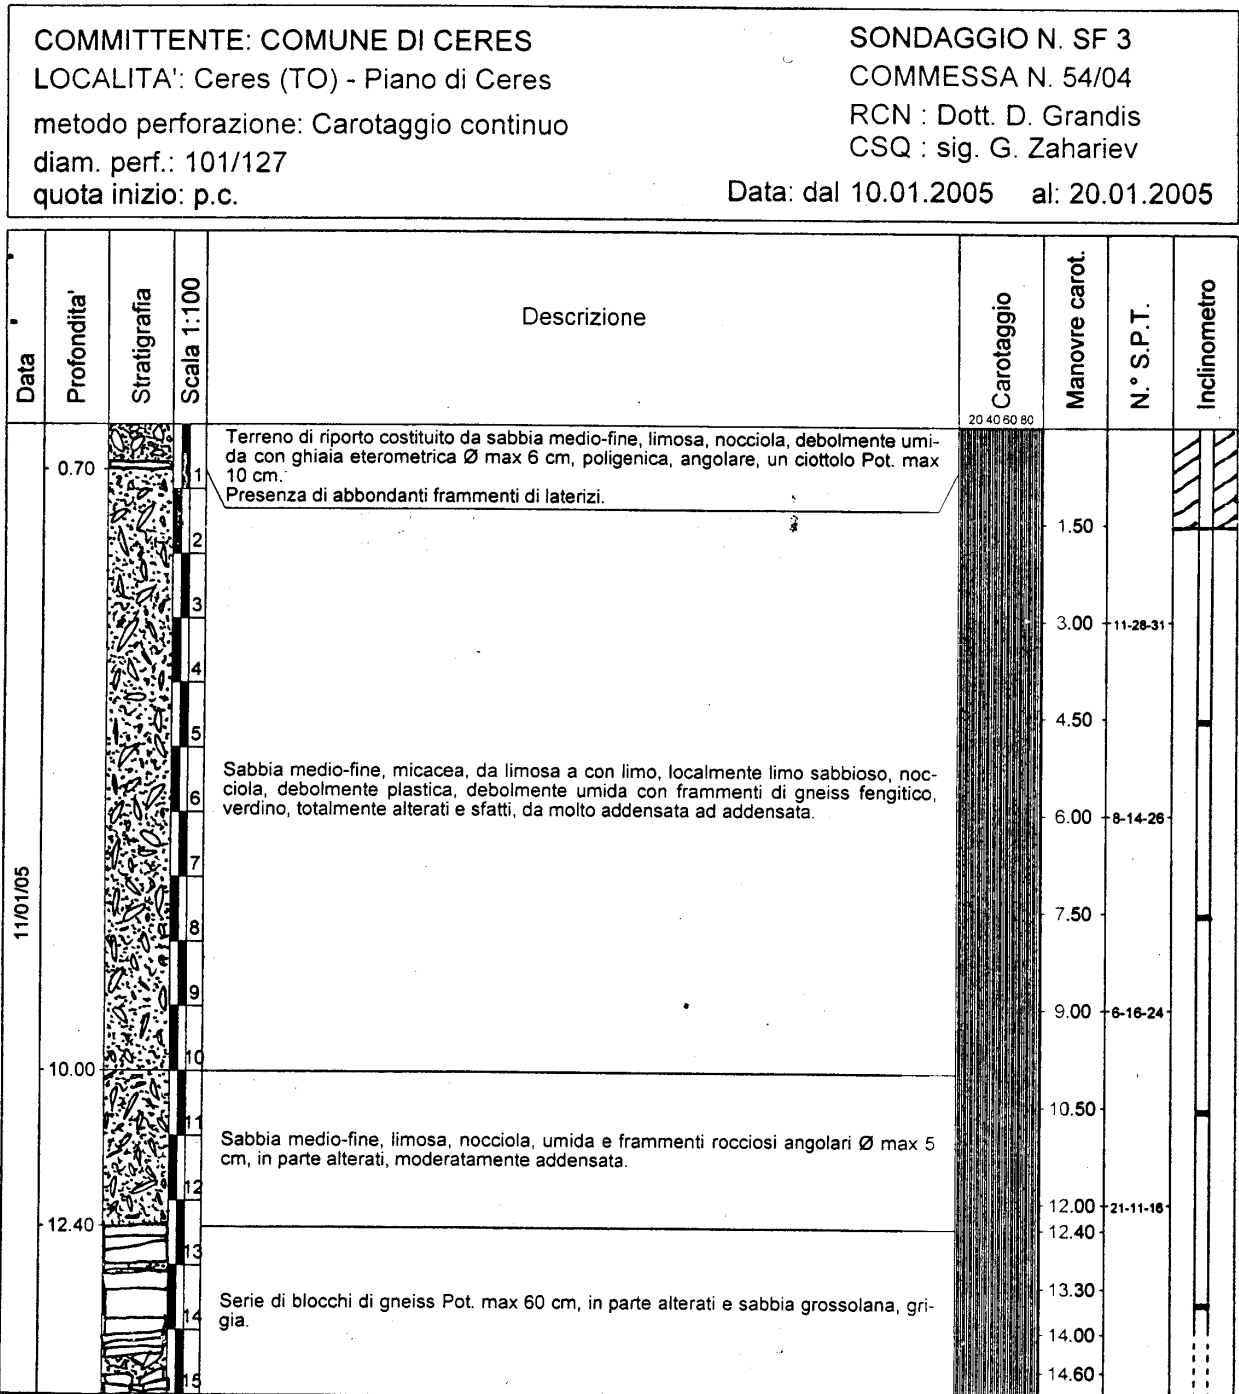 COMMITTENTE: COMUNE DI CERES
LOCALITA': Ceres (TO) - Piano di Ceres
metodo perforazione: Carotaggio continuo
diam. perf.: 101/127
quota inizio: p.c.
SONDAGGIO N. SF 3
COMMESSA N. 54/04
RCN : Dott. D. Grandis
CSQ : sig. G. Zahariev
Data: dal 10.01.2005 al: 20.01.2005
Data
Profondita'
Stratigrafia
Scala 1:100
Descrizione
Carotaggio
20 40 60 80
Manovre carot.
N.° S.P.T.
Inclinometro
11/01/05
0.70
10.00
12.40
1
2
3
4
5
6
7
8
9
10
11
12
13
14
15
Terreno di riporto costituito da sabbia medio-fine, limosa, nocciola, debolmente umi-
da con ghiaia eterometrica Ø max 6 cm, poligenica, angolare, un ciottolo Pot. max
10 cm.
Presenza di abbondanti frammenti di laterizi.
Sabbia medio-fine, micacea, da limosa a con limo, localmente limo sabbioso, noc-
ciola, debolmente plastica, debolmente umida con frammenti di gneiss fengitico,
verdino, totalmente alterati e sfatti, da molto addensata ad addensata.
Sabbia medio-fine, limosa, nocciola, umida e frammenti rocciosi angolari Ø max 5
cm, in parte alterati, moderatamente addensata.
Serie di blocchi di gneiss Pot. max 60 cm, in parte alterati e sabbia grossolana, gri-
gia.
1.50
3.00
4.50
6.00
7.50
9.00
10.50
12.00
12.40
13.30
14.00
14.60
11-28-31
8-14-26
6-16-24
21-11-16